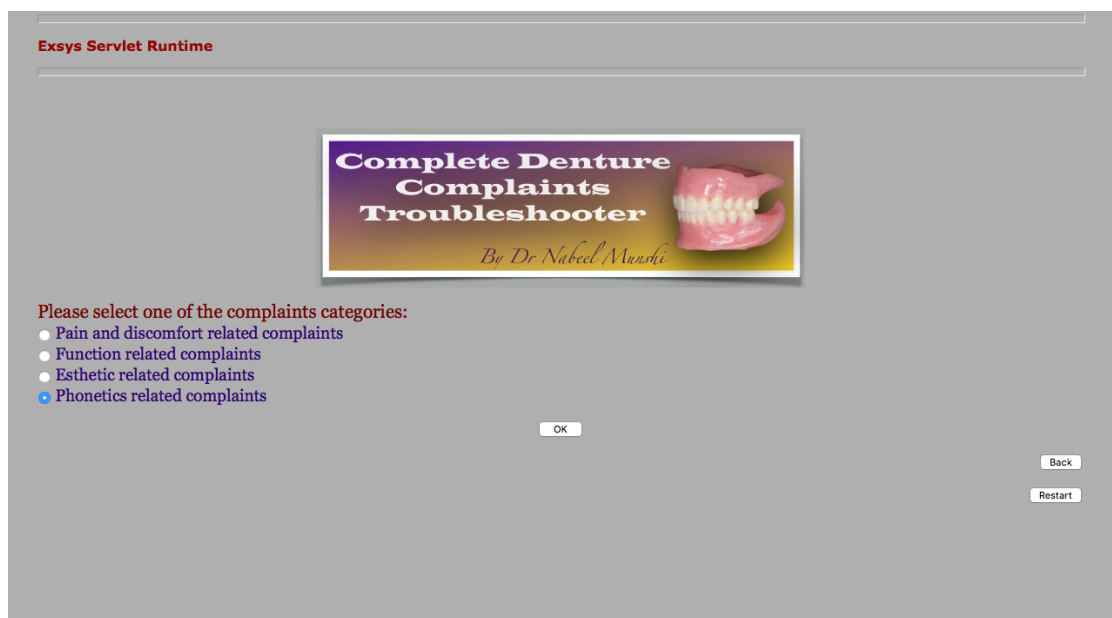 Exsys Servlet Runtime
Complete Denture
Complaints
Troubleshooter
By Dr Nabeel Munshi
Please select one of the complaints categories:
Pain and discomfort related complaints
Function related complaints
Esthetic related complaints
Phonetics related complaints
OK
Back
Restart